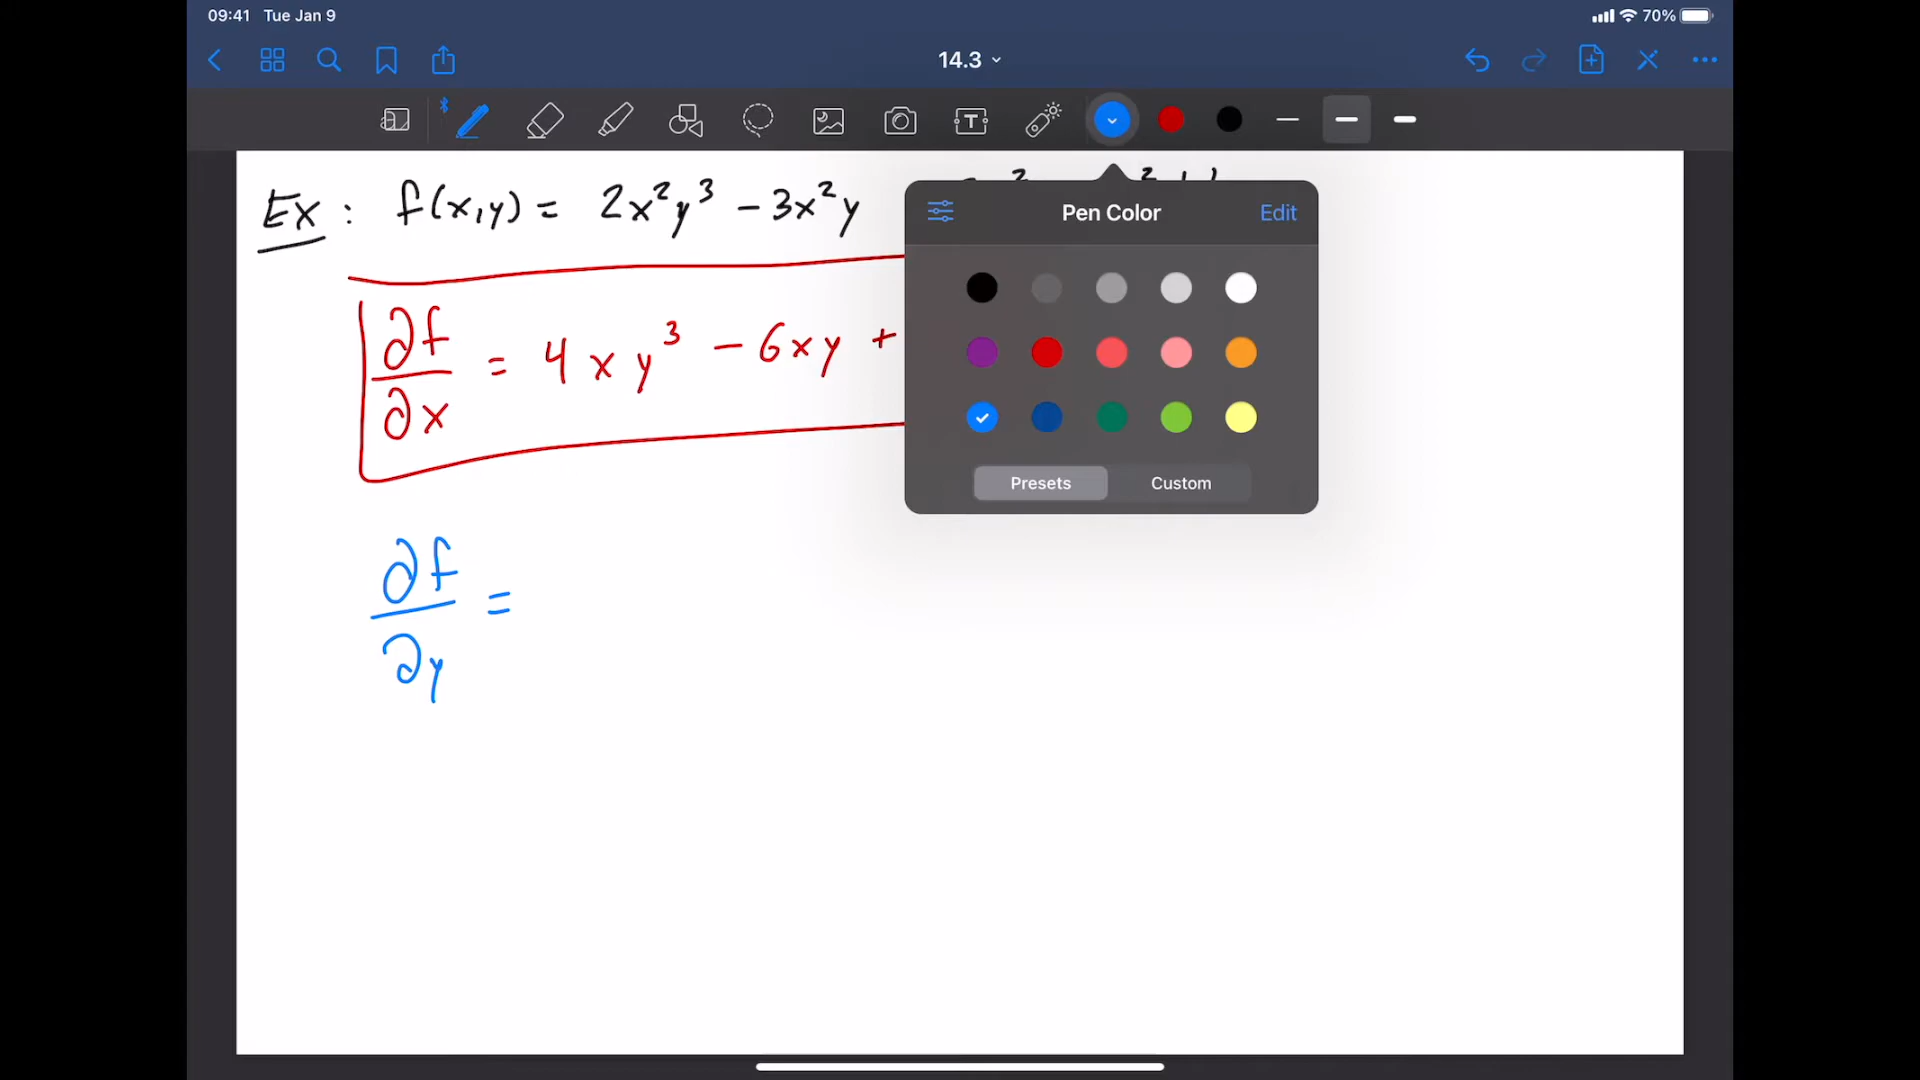 09:41 Tue Jan 9 70%
14.3
T
Ex: f(x,y) = 2x²y³ - 3x²y
Pen Color Edit
∂f/∂x = 4xy³ - 6xy +
Presets Custom
∂f/∂y =